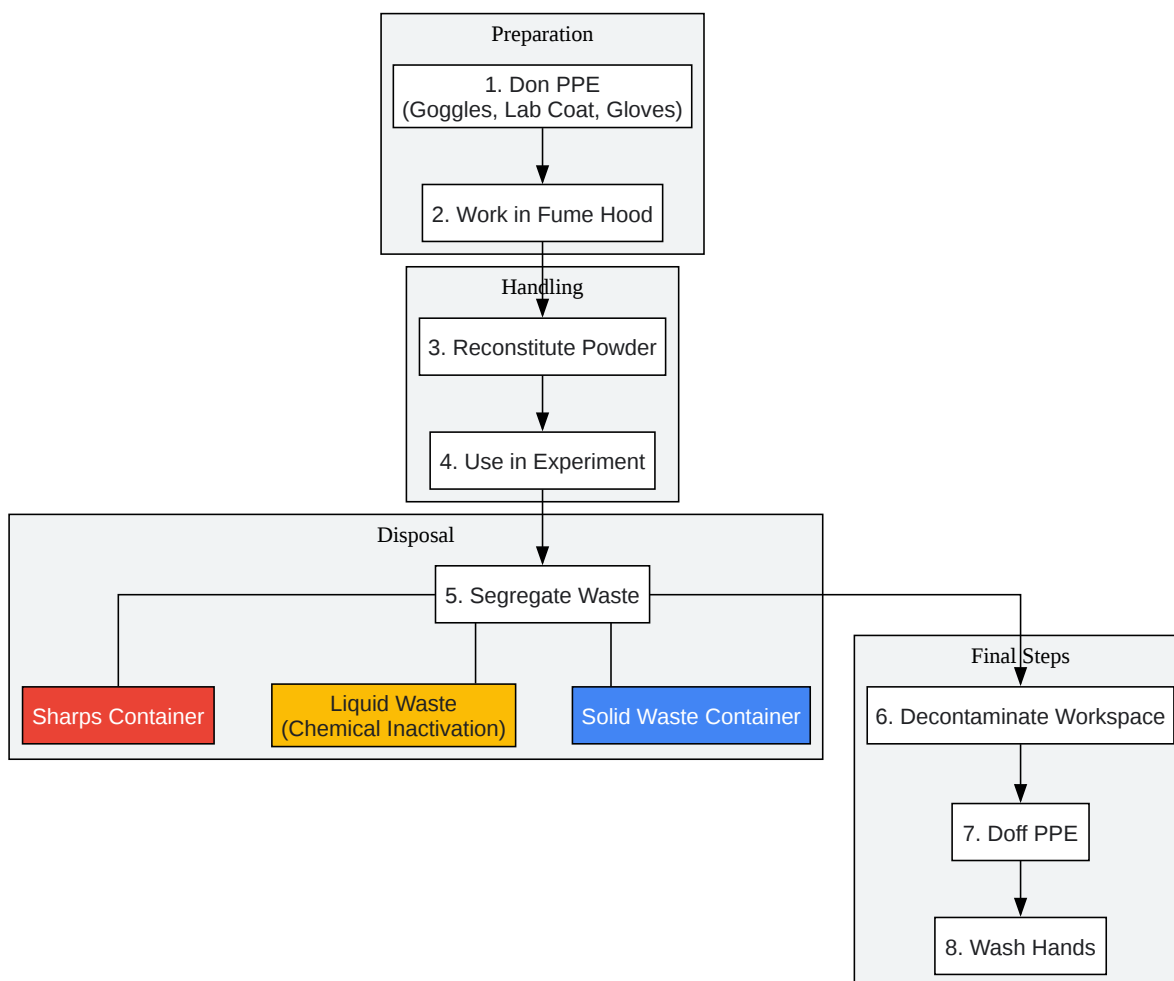 Preparation
1. Don PPE
(Goggles, Lab Coat, Gloves)
2. Work in Fume Hood
Handling
3. Reconstitute Powder
4. Use in Experiment
Disposal
5. Segregate Waste
Sharps Container
Liquid Waste
(Chemical Inactivation)
Solid Waste Container
Final Steps
6. Decontaminate Workspace
7. Doff PPE
8. Wash Hands